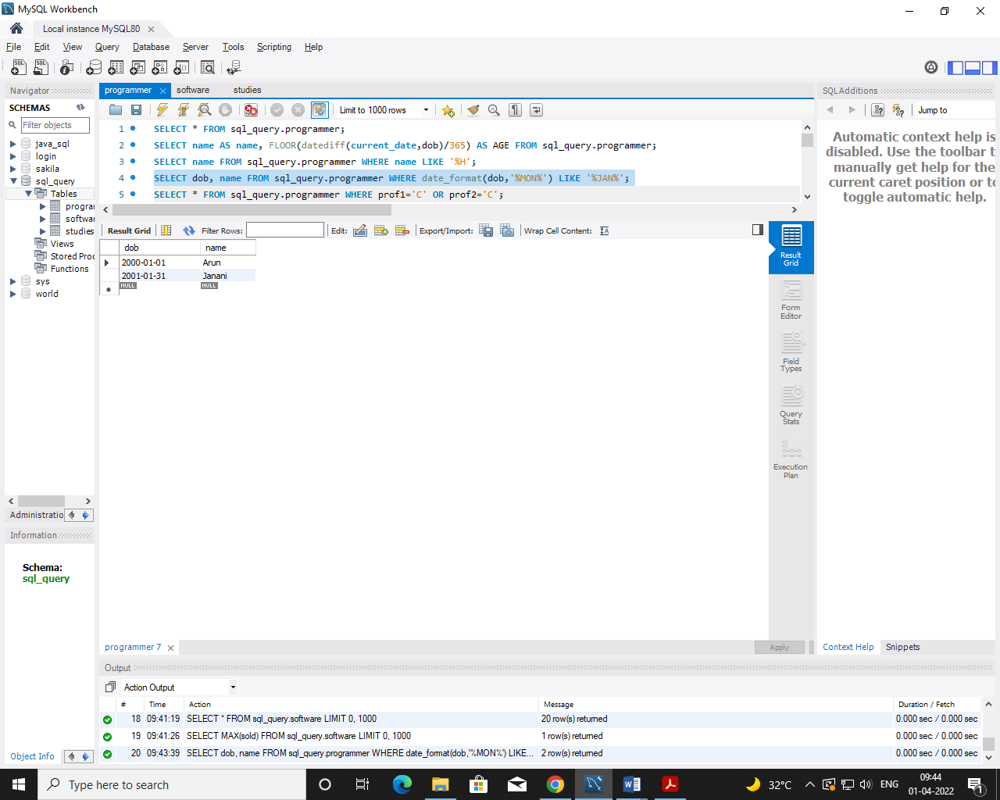 MySQL Workbench
Local instance MySQL80
File Edit View Query Database Server Tools Scripting Help
Navigator
SCHEMAS
Filter objects
java_sql
login
sakila
sql_query
Tables
progra
softwa
studies
Views
Stored Proc
Functions
sys
world
Administratio
Information
Schema:
sql_query
Object Info
programmer software studies
Limit to 1000 rows
1 SELECT * FROM sql_query.programmer;
2 SELECT name AS name, FLOOR(datediff(current_date,dob)/365) AS AGE FROM sql_query.programmer;
3 SELECT name FROM sql_query.programmer WHERE name LIKE '%H';
4 SELECT dob, name FROM sql_query.programmer WHERE date_format(dob,'%MON%') LIKE '%JAN%';
5 SELECT * FROM sql_query.programmer WHERE prof1='C' OR prof2='C';
Result Grid Filter Rows: Edit: Export/Import: Wrap Cell Content:
dob name
2000-01-01 Arun
2001-01-31 Janani
NULL NULL
Result
Grid
Form
Editor
Field
Types
Query
Stats
Execution
Plan
programmer 7
Apply
SQLAdditions
Jump to
Automatic context help is
disabled. Use the toolbar t
manually get help for the
current caret position or to
toggle automatic help.
Context Help Snippets
Output
Action Output
# Time Action Message Duration / Fetch
18 09:41:19 SELECT * FROM sql_query.software LIMIT 0, 1000 20 row(s) returned 0.000 sec / 0.000 sec
19 09:41:26 SELECT MAX(sold) FROM sql_query.software LIMIT 0, 1000 1 row(s) returned 0.000 sec / 0.000 sec
20 09:43:39 SELECT dob, name FROM sql_query.programmer WHERE date_format(dob,'%MON%') LIKE... 2 row(s) returned 0.000 sec / 0.000 sec
Type here to search
32°C
ENG
09:44
01-04-2022
1